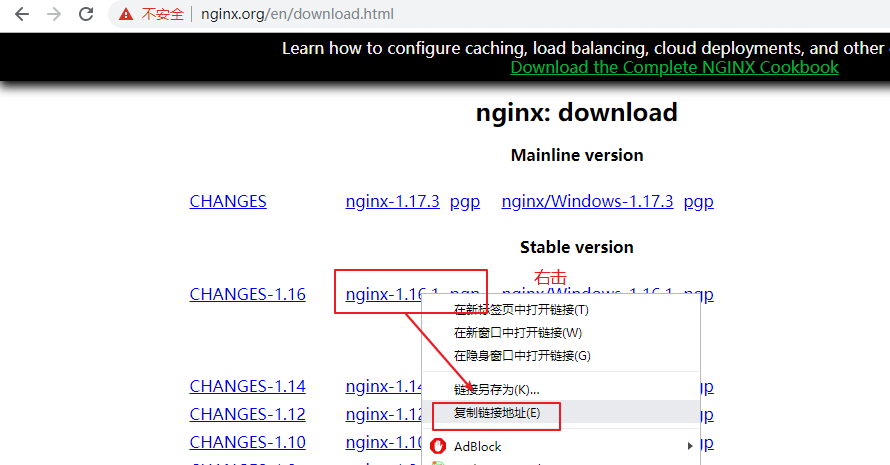 不安全 | nginx.org/en/download.html
Learn how to configure caching, load balancing, cloud deployments, and other
Download the Complete NGINX Cookbook
nginx: download
Mainline version
CHANGES nginx-1.17.3 pgp nginx/Windows-1.17.3 pgp
Stable version
右击
CHANGES-1.16 nginx-1.16.1 pgp nginx/Windows-1.16.1 pgp
在新标签页中打开链接(T)
在新窗口中打开链接(W)
在隐身窗口中打开链接(G)
CHANGES-1.14 nginx-1.14 pgp
链接另存为(K)...
CHANGES-1.12 nginx-1.12 pgp
复制链接地址(E)
CHANGES-1.10 nginx-1.10 pgp
AdBlock